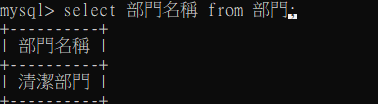 mysql> select 部門名稱 from 部門;
+----------+
| 部門名稱 |
+----------+
| 清潔部門 |
+----------+